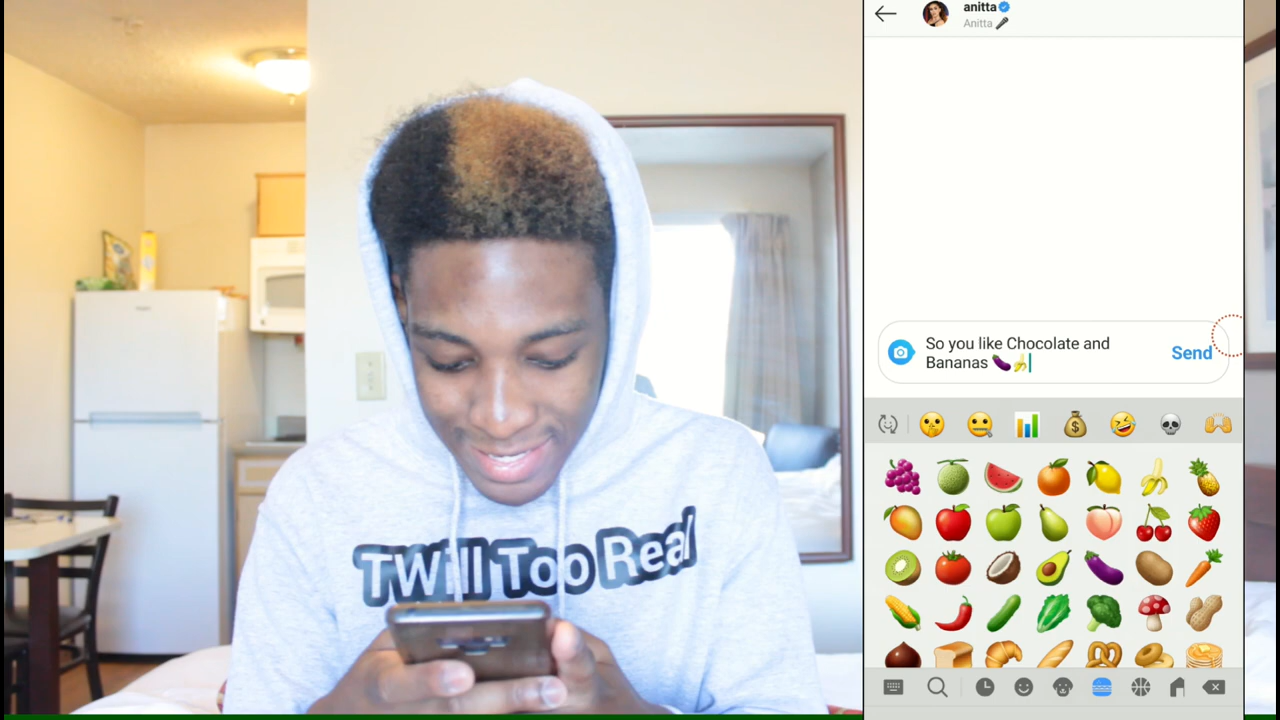 anitta
Anitta 🎤
So you like Chocolate and
Bananas 🍆🍌
Send
TWill Too Real